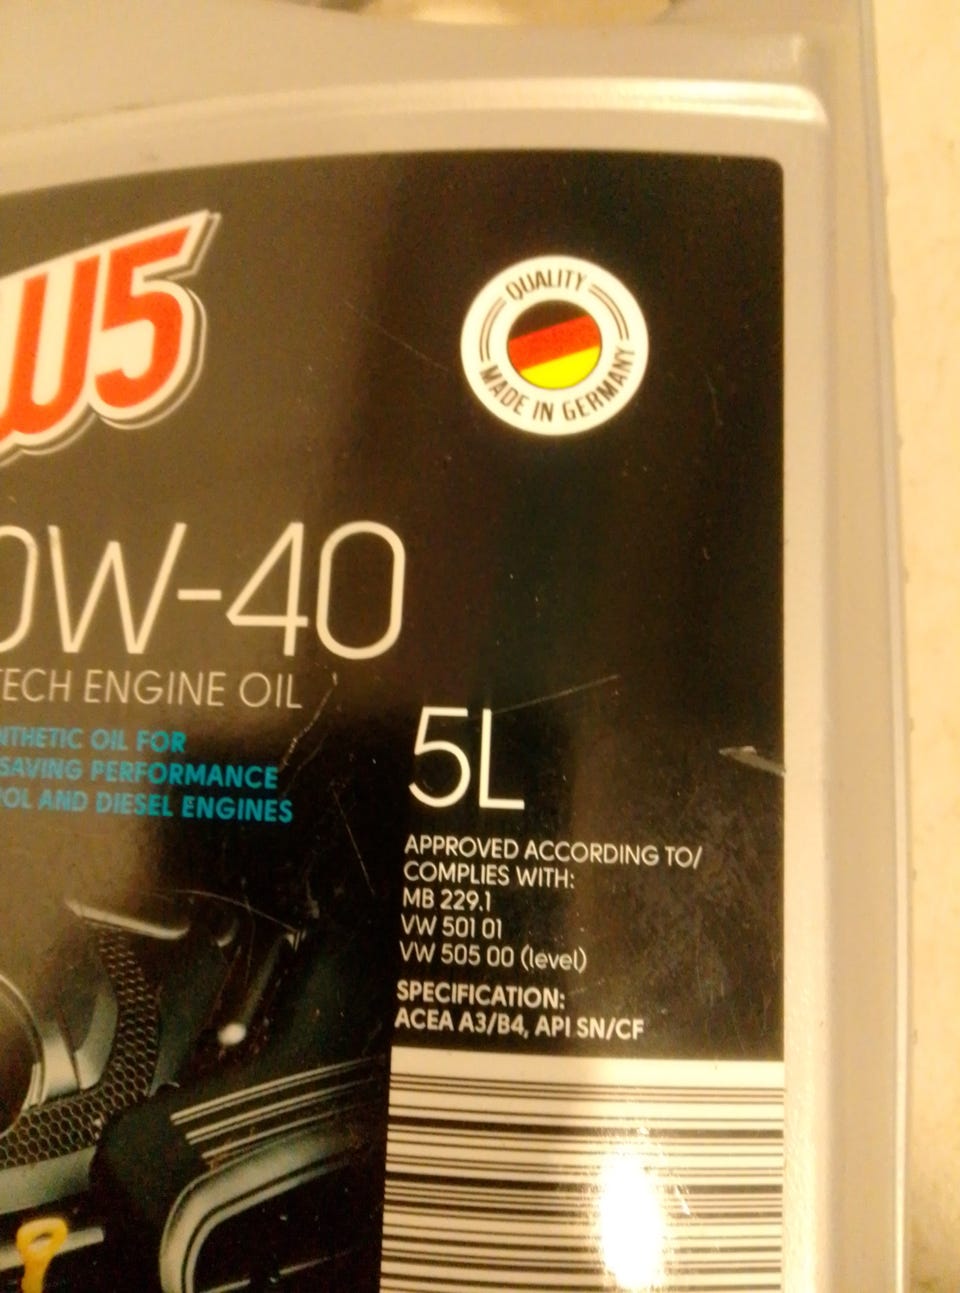 QUALITY
MADE IN GERMANY
W5
0W-40
TECH ENGINE OIL
NTHETIC OIL FOR
SAVING PERFORMANCE
ROL AND DIESEL ENGINES
5L
APPROVED ACCORDING TO/
COMPLIES WITH:
MB 229.1
VW 501 01
VW 505 00 (level)
SPECIFICATION:
ACEA A3/B4, API SN/CF